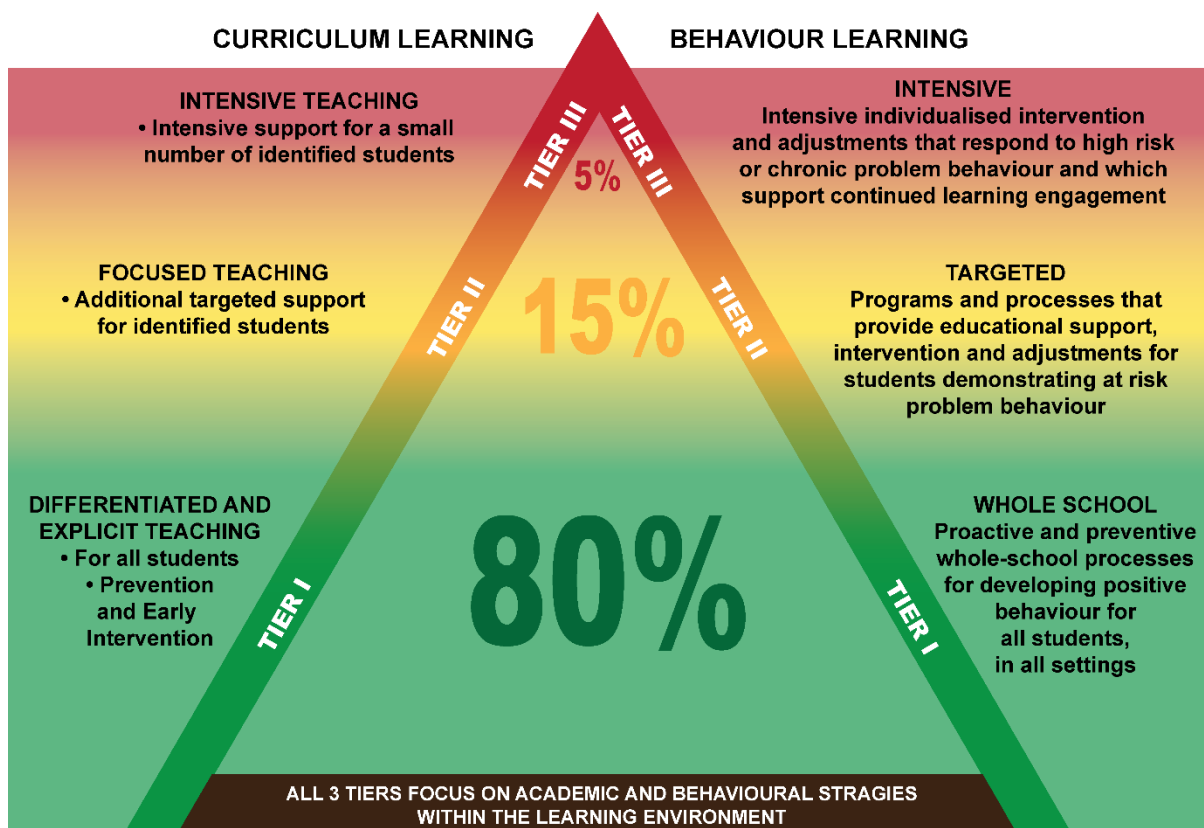 CURRICULUM LEARNING
BEHAVIOUR LEARNING
INTENSIVE TEACHING
• Intensive support for a small
number of identified students
TIER III
5%
TIER III
INTENSIVE
Intensive individualised intervention
and adjustments that respond to high risk
or chronic problem behaviour and which
support continued learning engagement
FOCUSED TEACHING
• Additional targeted support
for identified students
TIER II
15%
TIER II
TARGETED
Programs and processes that
provide educational support,
intervention and adjustments for
students demonstrating at risk
problem behaviour
DIFFERENTIATED AND
EXPLICIT TEACHING
• For all students
• Prevention
and Early
Intervention
TIER I
80%
TIER I
WHOLE SCHOOL
Proactive and preventive
whole-school processes
for developing positive
behaviour for
all students,
in all settings
ALL 3 TIERS FOCUS ON ACADEMIC AND BEHAVIOURAL STRAGIES
WITHIN THE LEARNING ENVIRONMENT